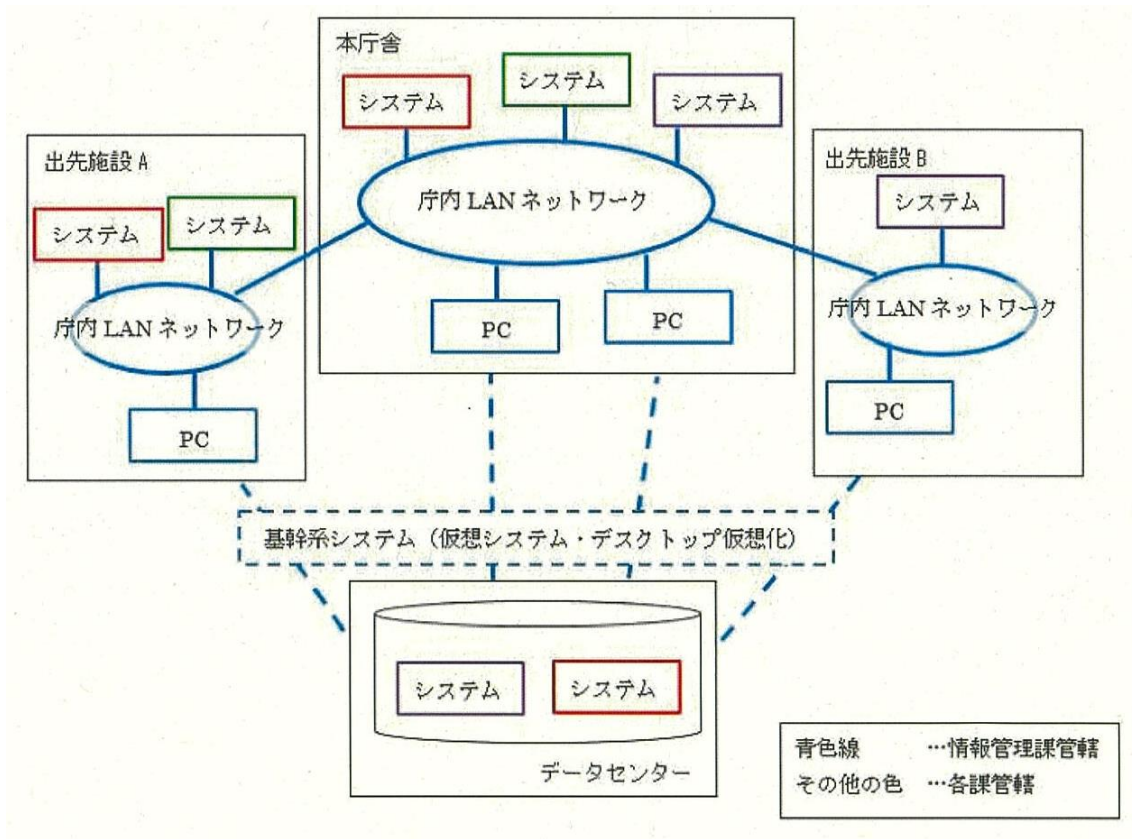 本庁舎
システム
システム
システム
庁内 LAN ネットワーク
PC
PC
出先施設 A
システム
システム
庁内 LAN ネットワーク
PC
出先施設 B
システム
庁内 LAN ネットワーク
PC
基幹系システム（仮想システム・デスクトップ仮想化）
システム
システム
データセンター
青色線 …情報管理課管轄
その他の色 …各課管轄